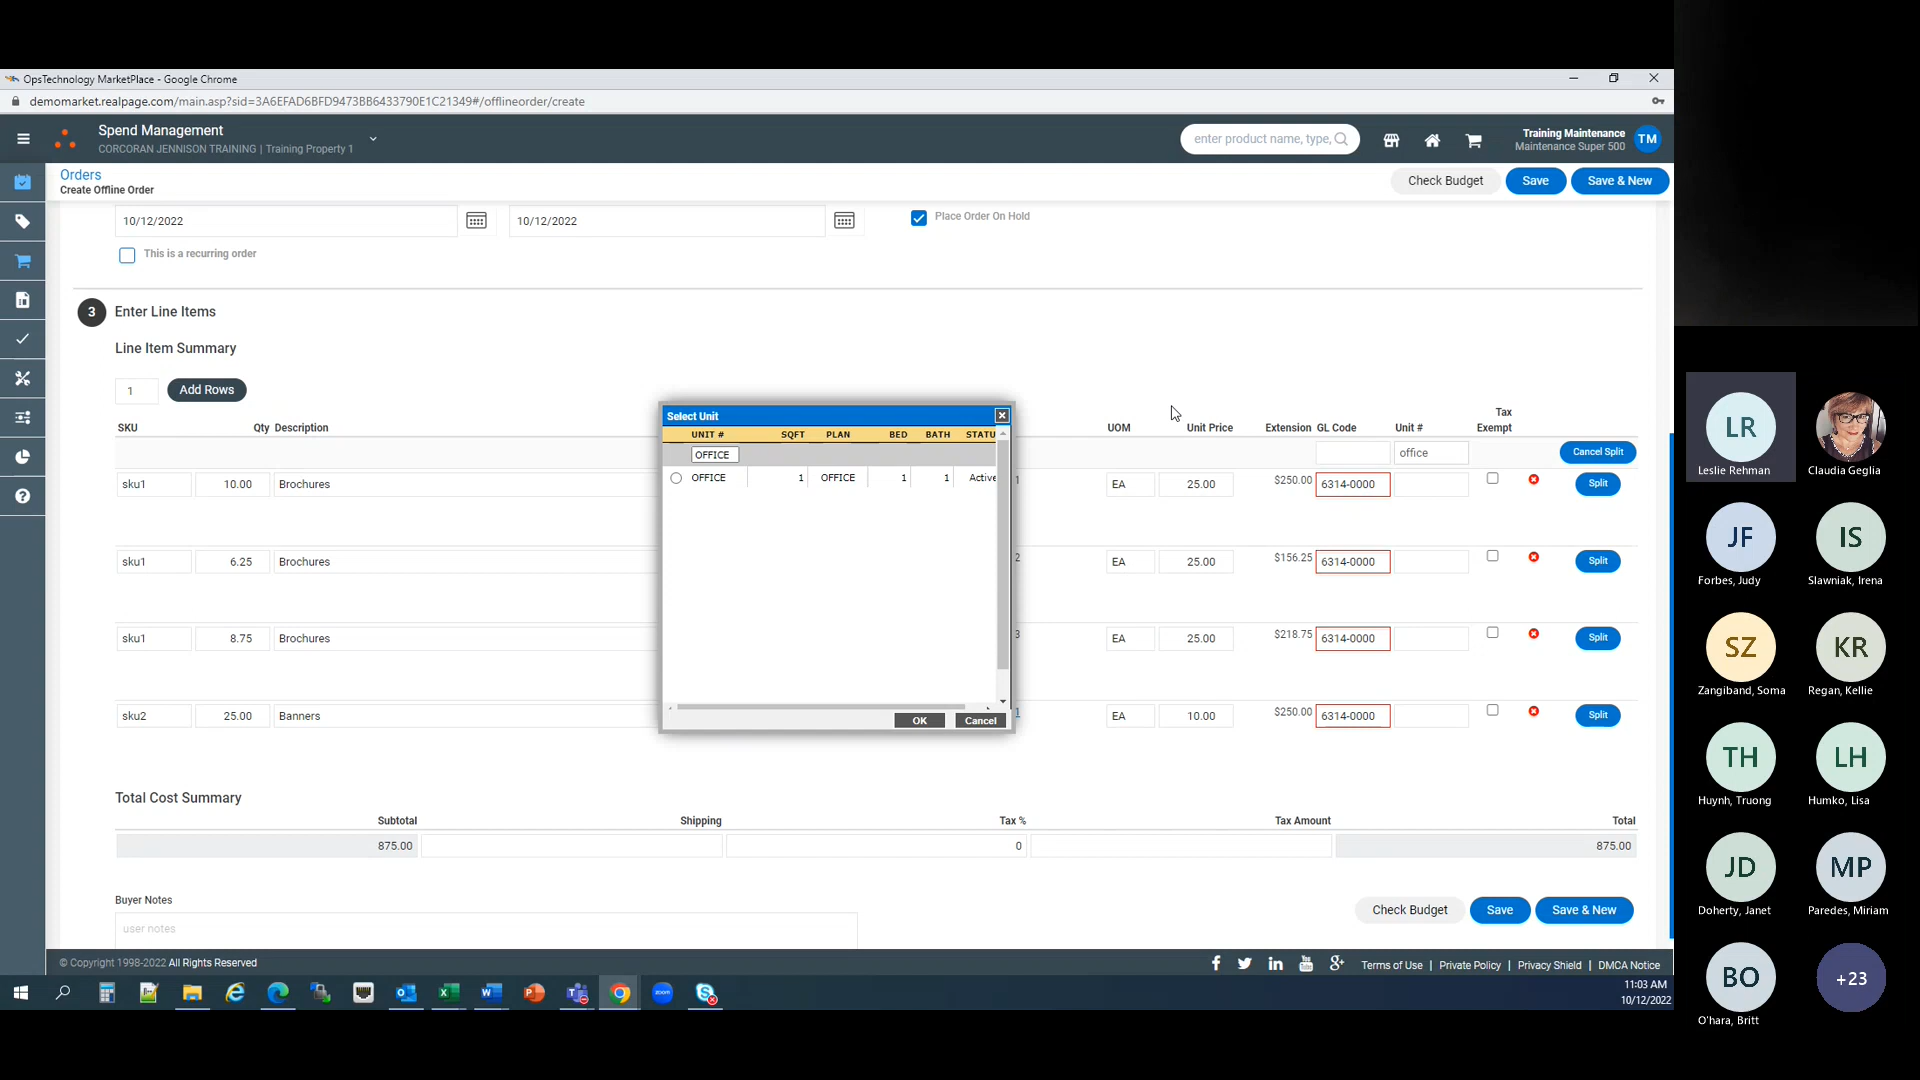 OpsTechnology MarketPlace - Google Chrome
demomarket.realpage.com/main.asp?sid=3A6EFAD6BFD9473BB6433790E1C21349#/offlineorder/create
Spend Management
CORCORAN JENNISON TRAINING | Training Property 1
enter product name, type,
Training Maintenance
Maintenance Super 500
TM
Orders
Create Offline Order
Check Budget
Save
Save & New
10/12/2022
10/12/2022
Place Order On Hold
This is a recurring order
3 Enter Line Items
Line Item Summary
1 Add Rows
SKU Qty Description UOM Unit Price Extension GL Code Unit # Tax Exempt
office Cancel Split
sku1 10.00 Brochures 1 EA 25.00 $250.00 6314-0000 Split
sku1 6.25 Brochures 2 EA 25.00 $156.25 6314-0000 Split
sku1 8.75 Brochures 3 EA 25.00 $218.75 6314-0000 Split
sku2 25.00 Banners 1 EA 10.00 $250.00 6314-0000 Split
Select Unit
UNIT # SQFT PLAN BED BATH STATU
OFFICE
OFFICE 1 OFFICE 1 1 Active
OK Cancel
Total Cost Summary
Subtotal Shipping Tax % Tax Amount Total
875.00 0 875.00
Buyer Notes
user notes
Check Budget Save Save & New
© Copyright 1998-2022 All Rights Reserved
Terms of Use | Private Policy | Privacy Shield | DMCA Notice
11:03 AM
10/12/2022
LR
Leslie Rehman
Claudia Geglia
JF
Forbes, Judy
IS
Slawniak, Irena
SZ
Zangiband, Soma
KR
Regan, Kellie
TH
Huynh, Truong
LH
Humko, Lisa
JD
Doherty, Janet
MP
Paredes, Miriam
BO
O'hara, Britt
+23